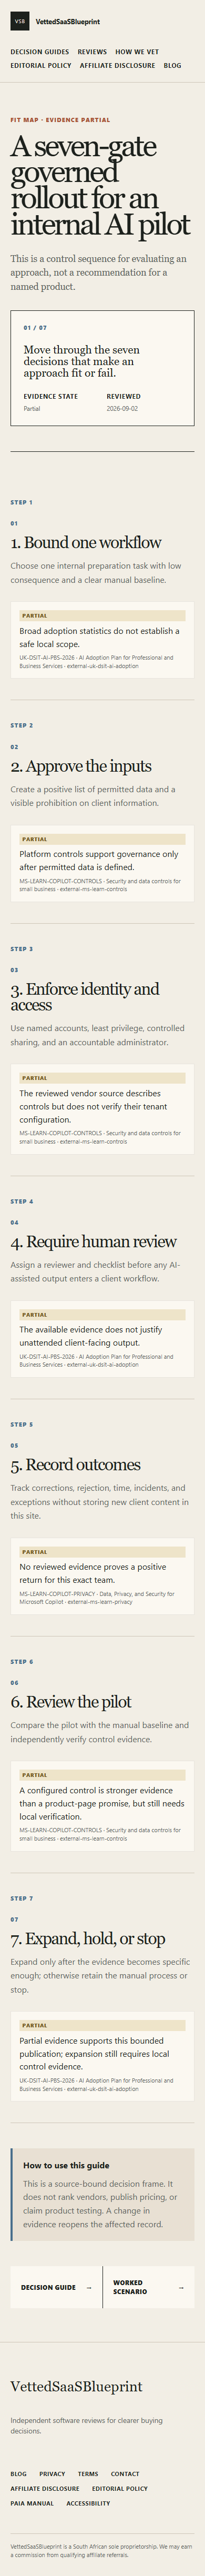 VSB VettedSaaSBlueprint
DECISION GUIDES REVIEWS HOW WE VET
EDITORIAL POLICY AFFILIATE DISCLOSURE BLOG
FIT MAP · EVIDENCE PARTIAL
A seven-gate
governed
rollout for an
internal AI pilot
This is a control sequence for evaluating an
approach, not a recommendation for a
named product.
01 / 07
Move through the seven
decisions that make an
approach fit or fail.
EVIDENCE STATE REVIEWED
Partial 2026-09-02
STEP 1
01
1. Bound one workflow
Choose one internal preparation task with low
consequence and a clear manual baseline.
PARTIAL
Broad adoption statistics do not establish a
safe local scope.
UK-DSIT-AI-PBS-2026 · AI Adoption Plan for Professional and
Business Services · external-uk-dsit-ai-adoption
STEP 2
02
2. Approve the inputs
Create a positive list of permitted data and a
visible prohibition on client information.
PARTIAL
Platform controls support governance only
after permitted data is defined.
MS-LEARN-COPILOT-CONTROLS · Security and data controls for
small business · external-ms-learn-controls
STEP 3
03
3. Enforce identity and
access
Use named accounts, least privilege, controlled
sharing, and an accountable administrator.
PARTIAL
The reviewed vendor source describes
controls but does not verify their tenant
configuration.
MS-LEARN-COPILOT-CONTROLS · Security and data controls for
small business · external-ms-learn-controls
STEP 4
04
4. Require human review
Assign a reviewer and checklist before any AI-
assisted output enters a client workflow.
PARTIAL
The available evidence does not justify
unattended client-facing output.
UK-DSIT-AI-PBS-2026 · AI Adoption Plan for Professional and
Business Services · external-uk-dsit-ai-adoption
STEP 5
05
5. Record outcomes
Track corrections, rejection, time, incidents, and
exceptions without storing new client content in
this site.
PARTIAL
No reviewed evidence proves a positive
return for this exact team.
MS-LEARN-COPILOT-PRIVACY · Data, Privacy, and Security for
Microsoft Copilot · external-ms-learn-privacy
STEP 6
06
6. Review the pilot
Compare the pilot with the manual baseline and
independently verify control evidence.
PARTIAL
A configured control is stronger evidence
than a product-page promise, but still needs
local verification.
MS-LEARN-COPILOT-CONTROLS · Security and data controls for
small business · external-ms-learn-controls
STEP 7
07
7. Expand, hold, or stop
Expand only after the evidence becomes specific
enough; otherwise retain the manual process or
stop.
PARTIAL
Partial evidence supports this bounded
publication; expansion still requires local
control evidence.
UK-DSIT-AI-PBS-2026 · AI Adoption Plan for Professional and
Business Services · external-uk-dsit-ai-adoption
How to use this guide
This is a source-bound decision frame. It
does not rank vendors, publish pricing, or
claim product testing. A change in
evidence reopens the affected record.
DECISION GUIDE →
WORKED
SCENARIO →
VettedSaaSBlueprint
Independent software reviews for clearer buying
decisions.
BLOG PRIVACY TERMS CONTACT
AFFILIATE DISCLOSURE EDITORIAL POLICY
PAIA MANUAL ACCESSIBILITY
VettedSaaSBlueprint is a South African sole proprietorship. We may earn
a commission from qualifying affiliate referrals.